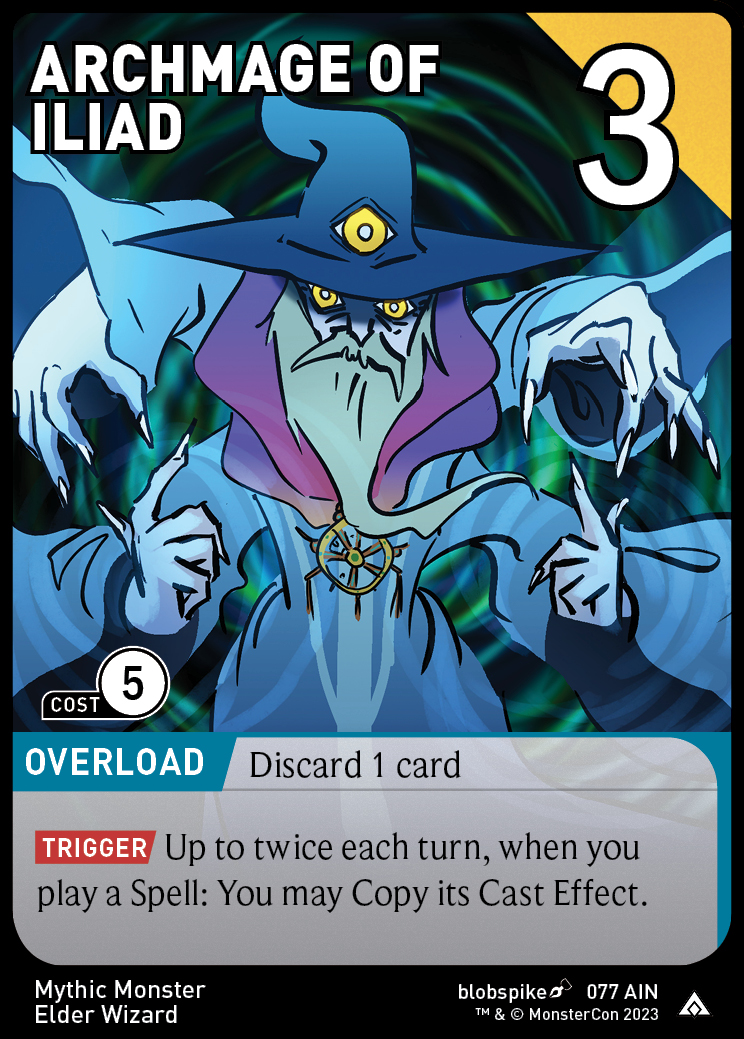 ARCHMAGE OF
ILIAD
3
COST 5
OVERLOAD Discard 1 card
TRIGGER Up to twice each turn, when you
play a Spell: You may Copy its Cast Effect.
Mythic Monster
Elder Wizard
blobspike 077 AIN
™ & © MonsterCon 2023